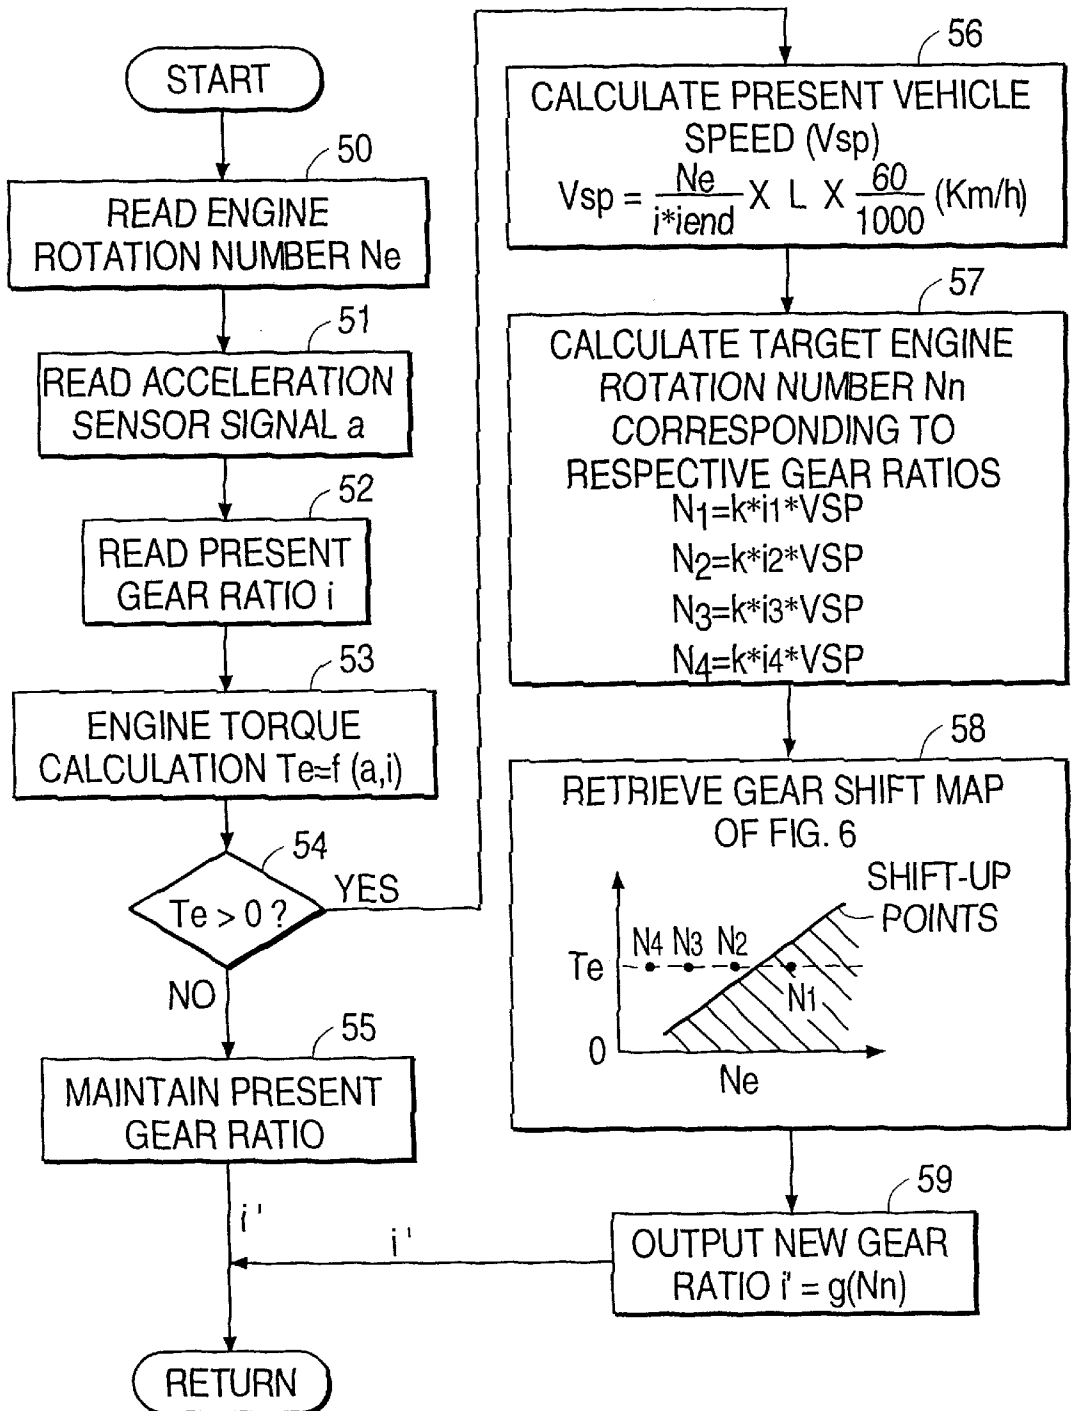 START
50
READ ENGINE
ROTATION NUMBER Ne
51
READ ACCELERATION
SENSOR SIGNAL a
52
READ PRESENT
GEAR RATIO i
53
ENGINE TORQUE
CALCULATION Te=f (a,i)
54
Te > 0 ?
YES
NO
55
MAINTAIN PRESENT
GEAR RATIO
i'
i'
RETURN
56
CALCULATE PRESENT VEHICLE
SPEED (Vsp)
Vsp = Ne/i*iend X L X 60/1000 (Km/h)
57
CALCULATE TARGET ENGINE
ROTATION NUMBER Nn
CORRESPONDING TO
RESPECTIVE GEAR RATIOS
N1=k*i1*VSP
N2=k*i2*VSP
N3=k*i3*VSP
N4=k*i4*VSP
58
RETRIEVE GEAR SHIFT MAP
OF FIG. 6
SHIFT-UP
POINTS
N4 N3 N2
Te
N1
0
Ne
59
OUTPUT NEW GEAR
RATIO i' = g(Nn)